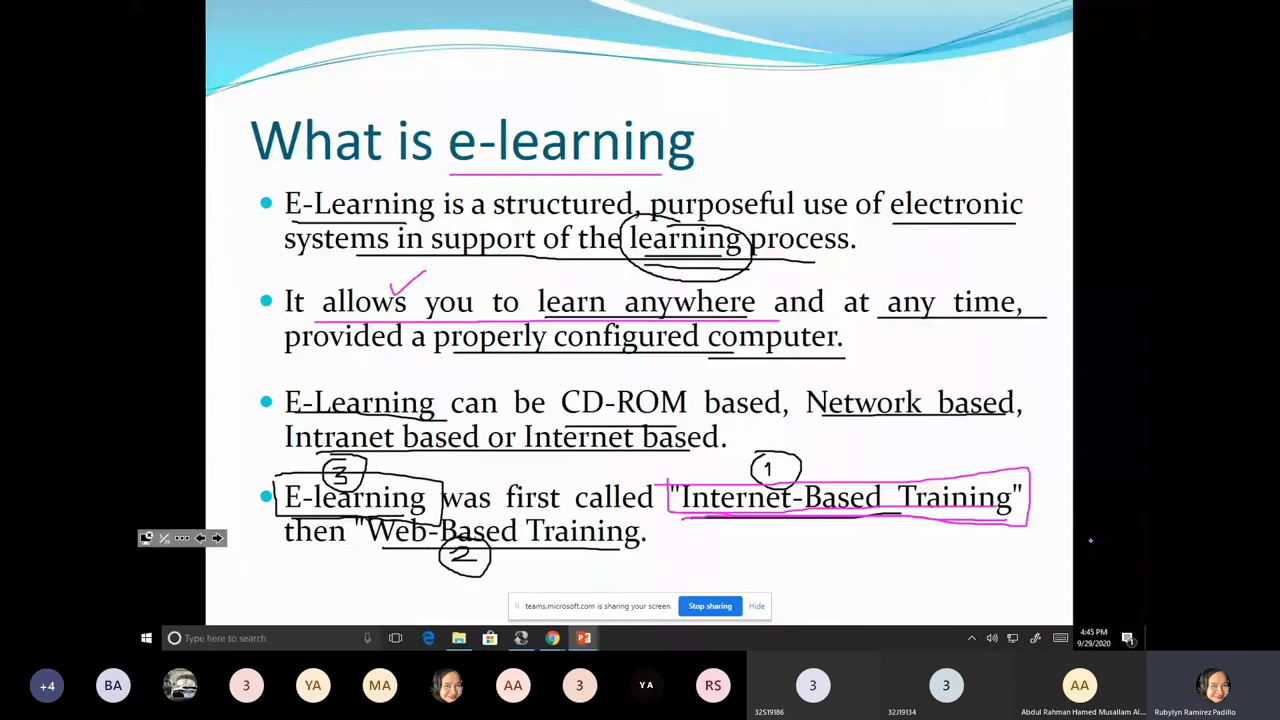 What is e-learning
E-Learning is a structured, purposeful use of electronic
systems in support of the learning process.
It allows you to learn anywhere and at any time,
provided a properly configured computer.
E-Learning can be CD-ROM based, Network based,
Intranet based or Internet based.
3
1
E-learning was first called "Internet-Based Training"
then "Web-Based Training.
2
teams.microsoft.com is sharing your screen.
Stop sharing
Hide
Type here to search
4:45 PM
9/29/2020
1
+4
BA
3
YA
MA
AA
3
YA
RS
3
3
AA
32S19186
32J19134
Abdul Rahman Hamed Musallam Al...
Rubylyn Ramirez Padillo